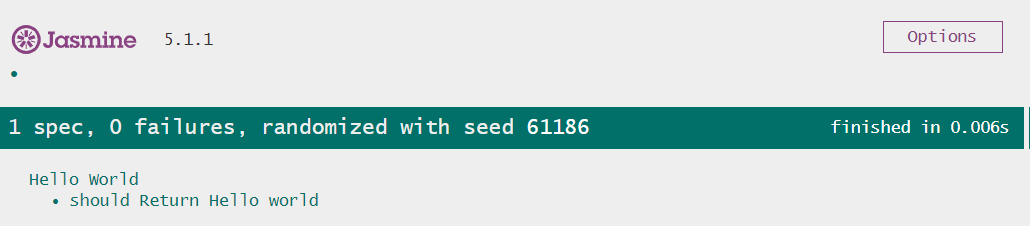 Jasmine 5.1.1 Options
•
1 spec, 0 failures, randomized with seed 61186 finished in 0.006s
Hello World
• should Return Hello world